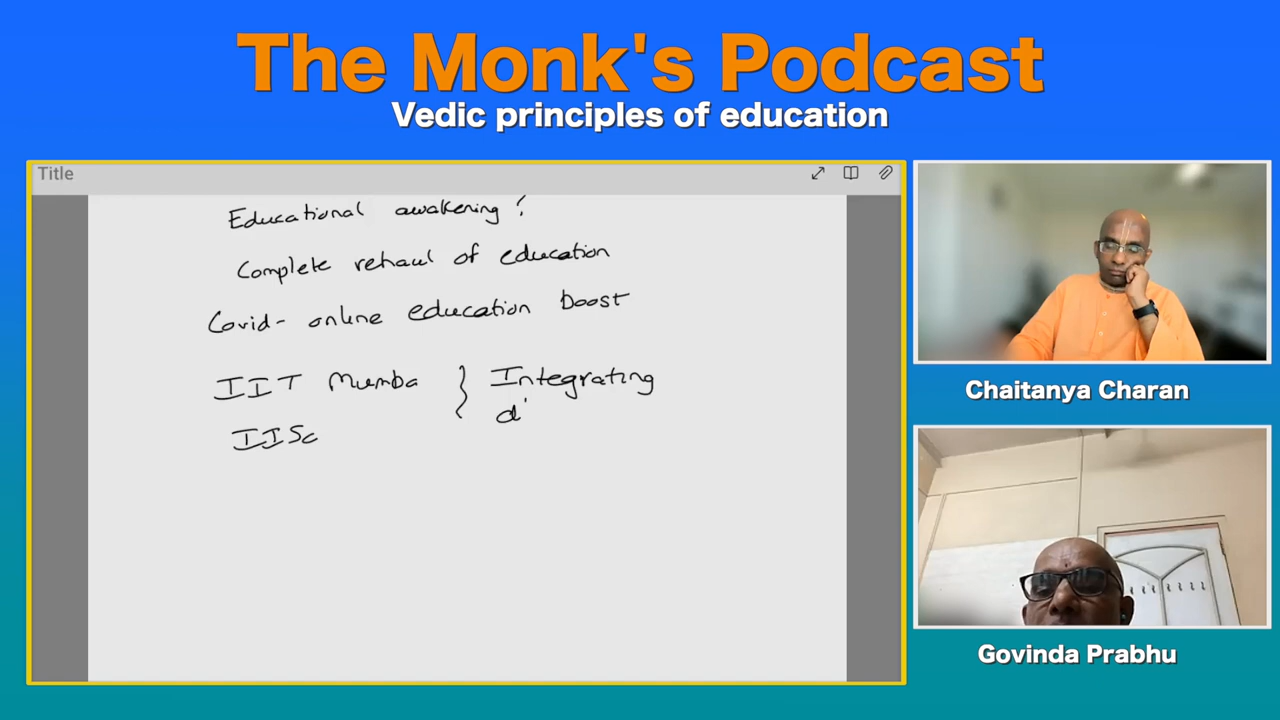 The Monk's Podcast
Vedic principles of education
Title
Educational awakening?
Complete rehaul of education
Covid- online education boost
IIT Mumba } Integrating
di
IISc
Chaitanya Charan
Govinda Prabhu